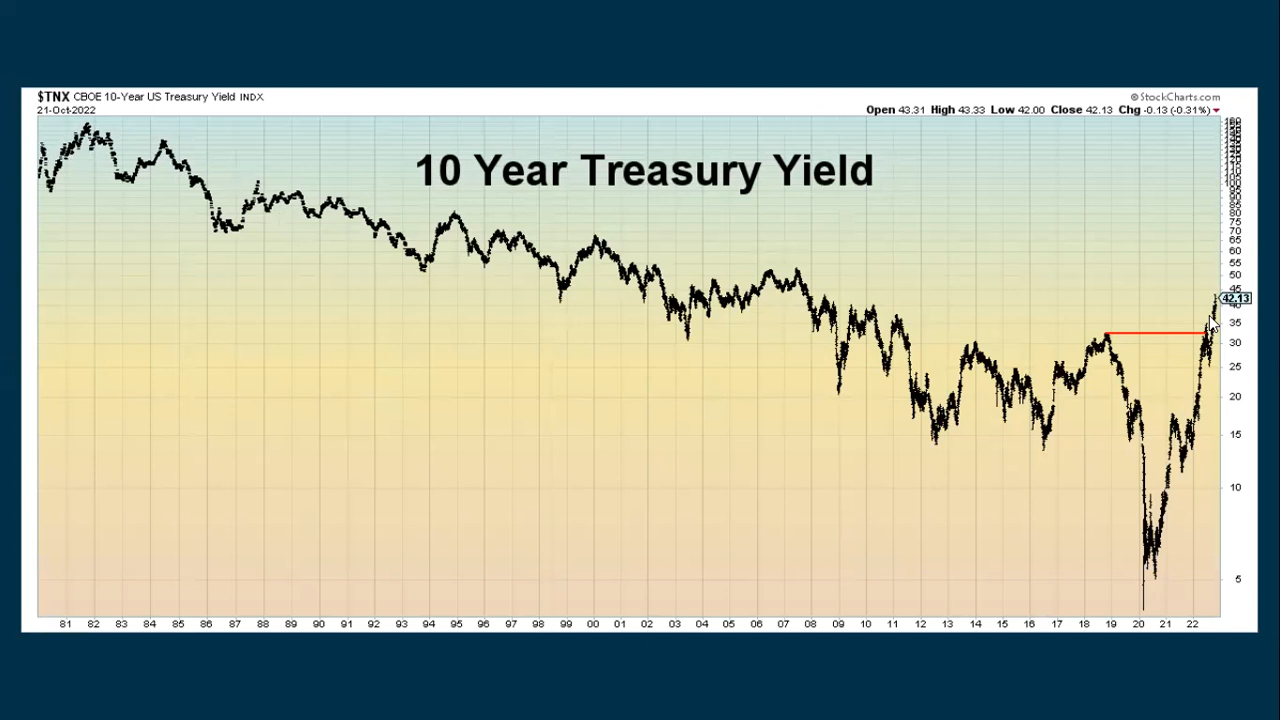 $TNX CBOE 10-Year US Treasury Yield INDX
© StockCharts.com
21-Oct-2022
Open 43.31 High 43.33 Low 42.00 Close 42.13 Chg -0.13 (-0.31%)
10 Year Treasury Yield
80
75
70
65
60
55
50
45
42.13
35
30
25
20
15
10
5
81 82 83 84 85 86 87 88 89 90 91 92 93 94 95 96 97 98 99 00 01 02 03 04 05 06 07 08 09 10 11 12 13 14 15 16 17 18 19 20 21 22